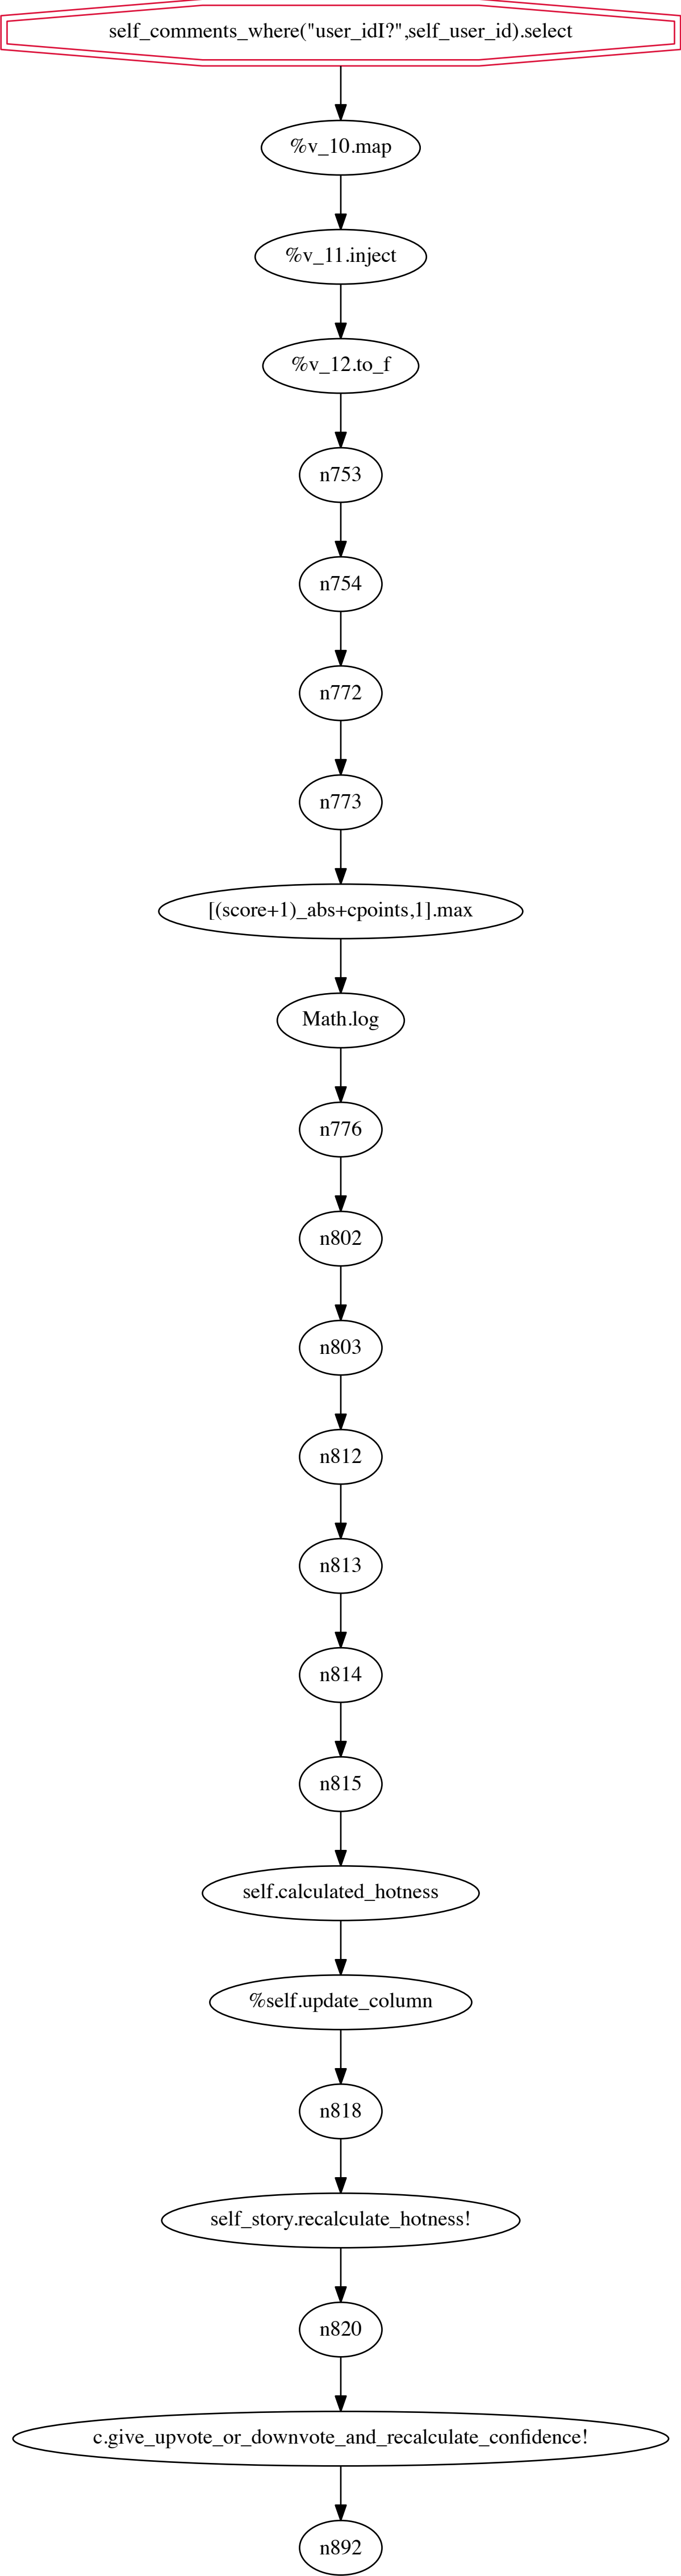 self_comments_where("user_idI?",self_user_id).select
%v_10.map
%v_11.inject
%v_12.to_f
n753
n754
n772
n773
[(score+1)_abs+cpoints,1].max
Math.log
n776
n802
n803
n812
n813
n814
n815
self.calculated_hotness
%self.update_column
n818
self_story.recalculate_hotness!
n820
c.give_upvote_or_downvote_and_recalculate_confidence!
n892